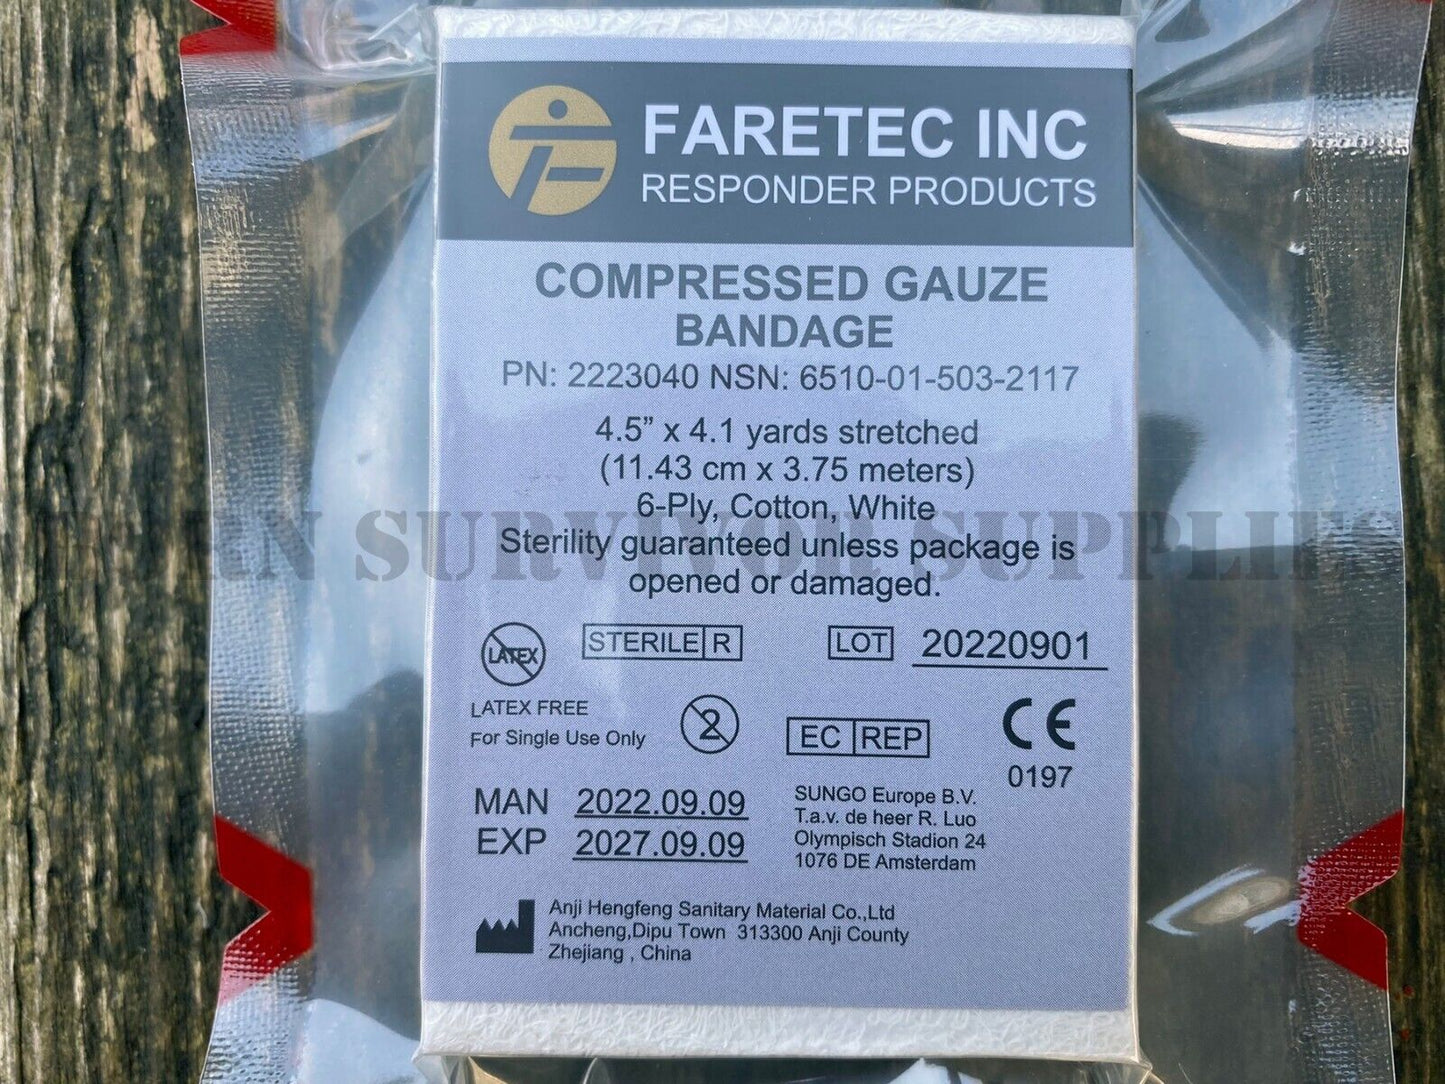 FARETEC INC
RESPONDER PRODUCTS
COMPRESSED GAUZE
BANDAGE
PN: 2223040 NSN: 6510-01-503-2117
4.5” x 4.1 yards stretched
(11.43 cm x 3.75 meters)
6-Ply, Cotton, White
Sterility guaranteed unless package is
opened or damaged.
SURVIVOR SUPPLIES
LATEX
STERILE R
LOT 20220901
LATEX FREE
For Single Use Only
2
EC REP
CE
0197
MAN 2022.09.09
EXP 2027.09.09
SUNGO Europe B.V.
T.a.v. de heer R. Luo
Olympisch Stadion 24
1076 DE Amsterdam
Anji Hengfeng Sanitary Material Co.,Ltd
Ancheng,Dipu Town 313300 Anji County
Zhejiang , China